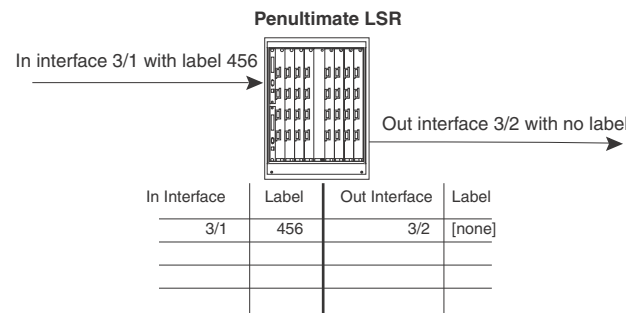 Penultimate LSR
In interface 3/1 with label 456
Out interface 3/2 with no label
In Interface Label Out Interface Label
3/1 456 3/2 [none]